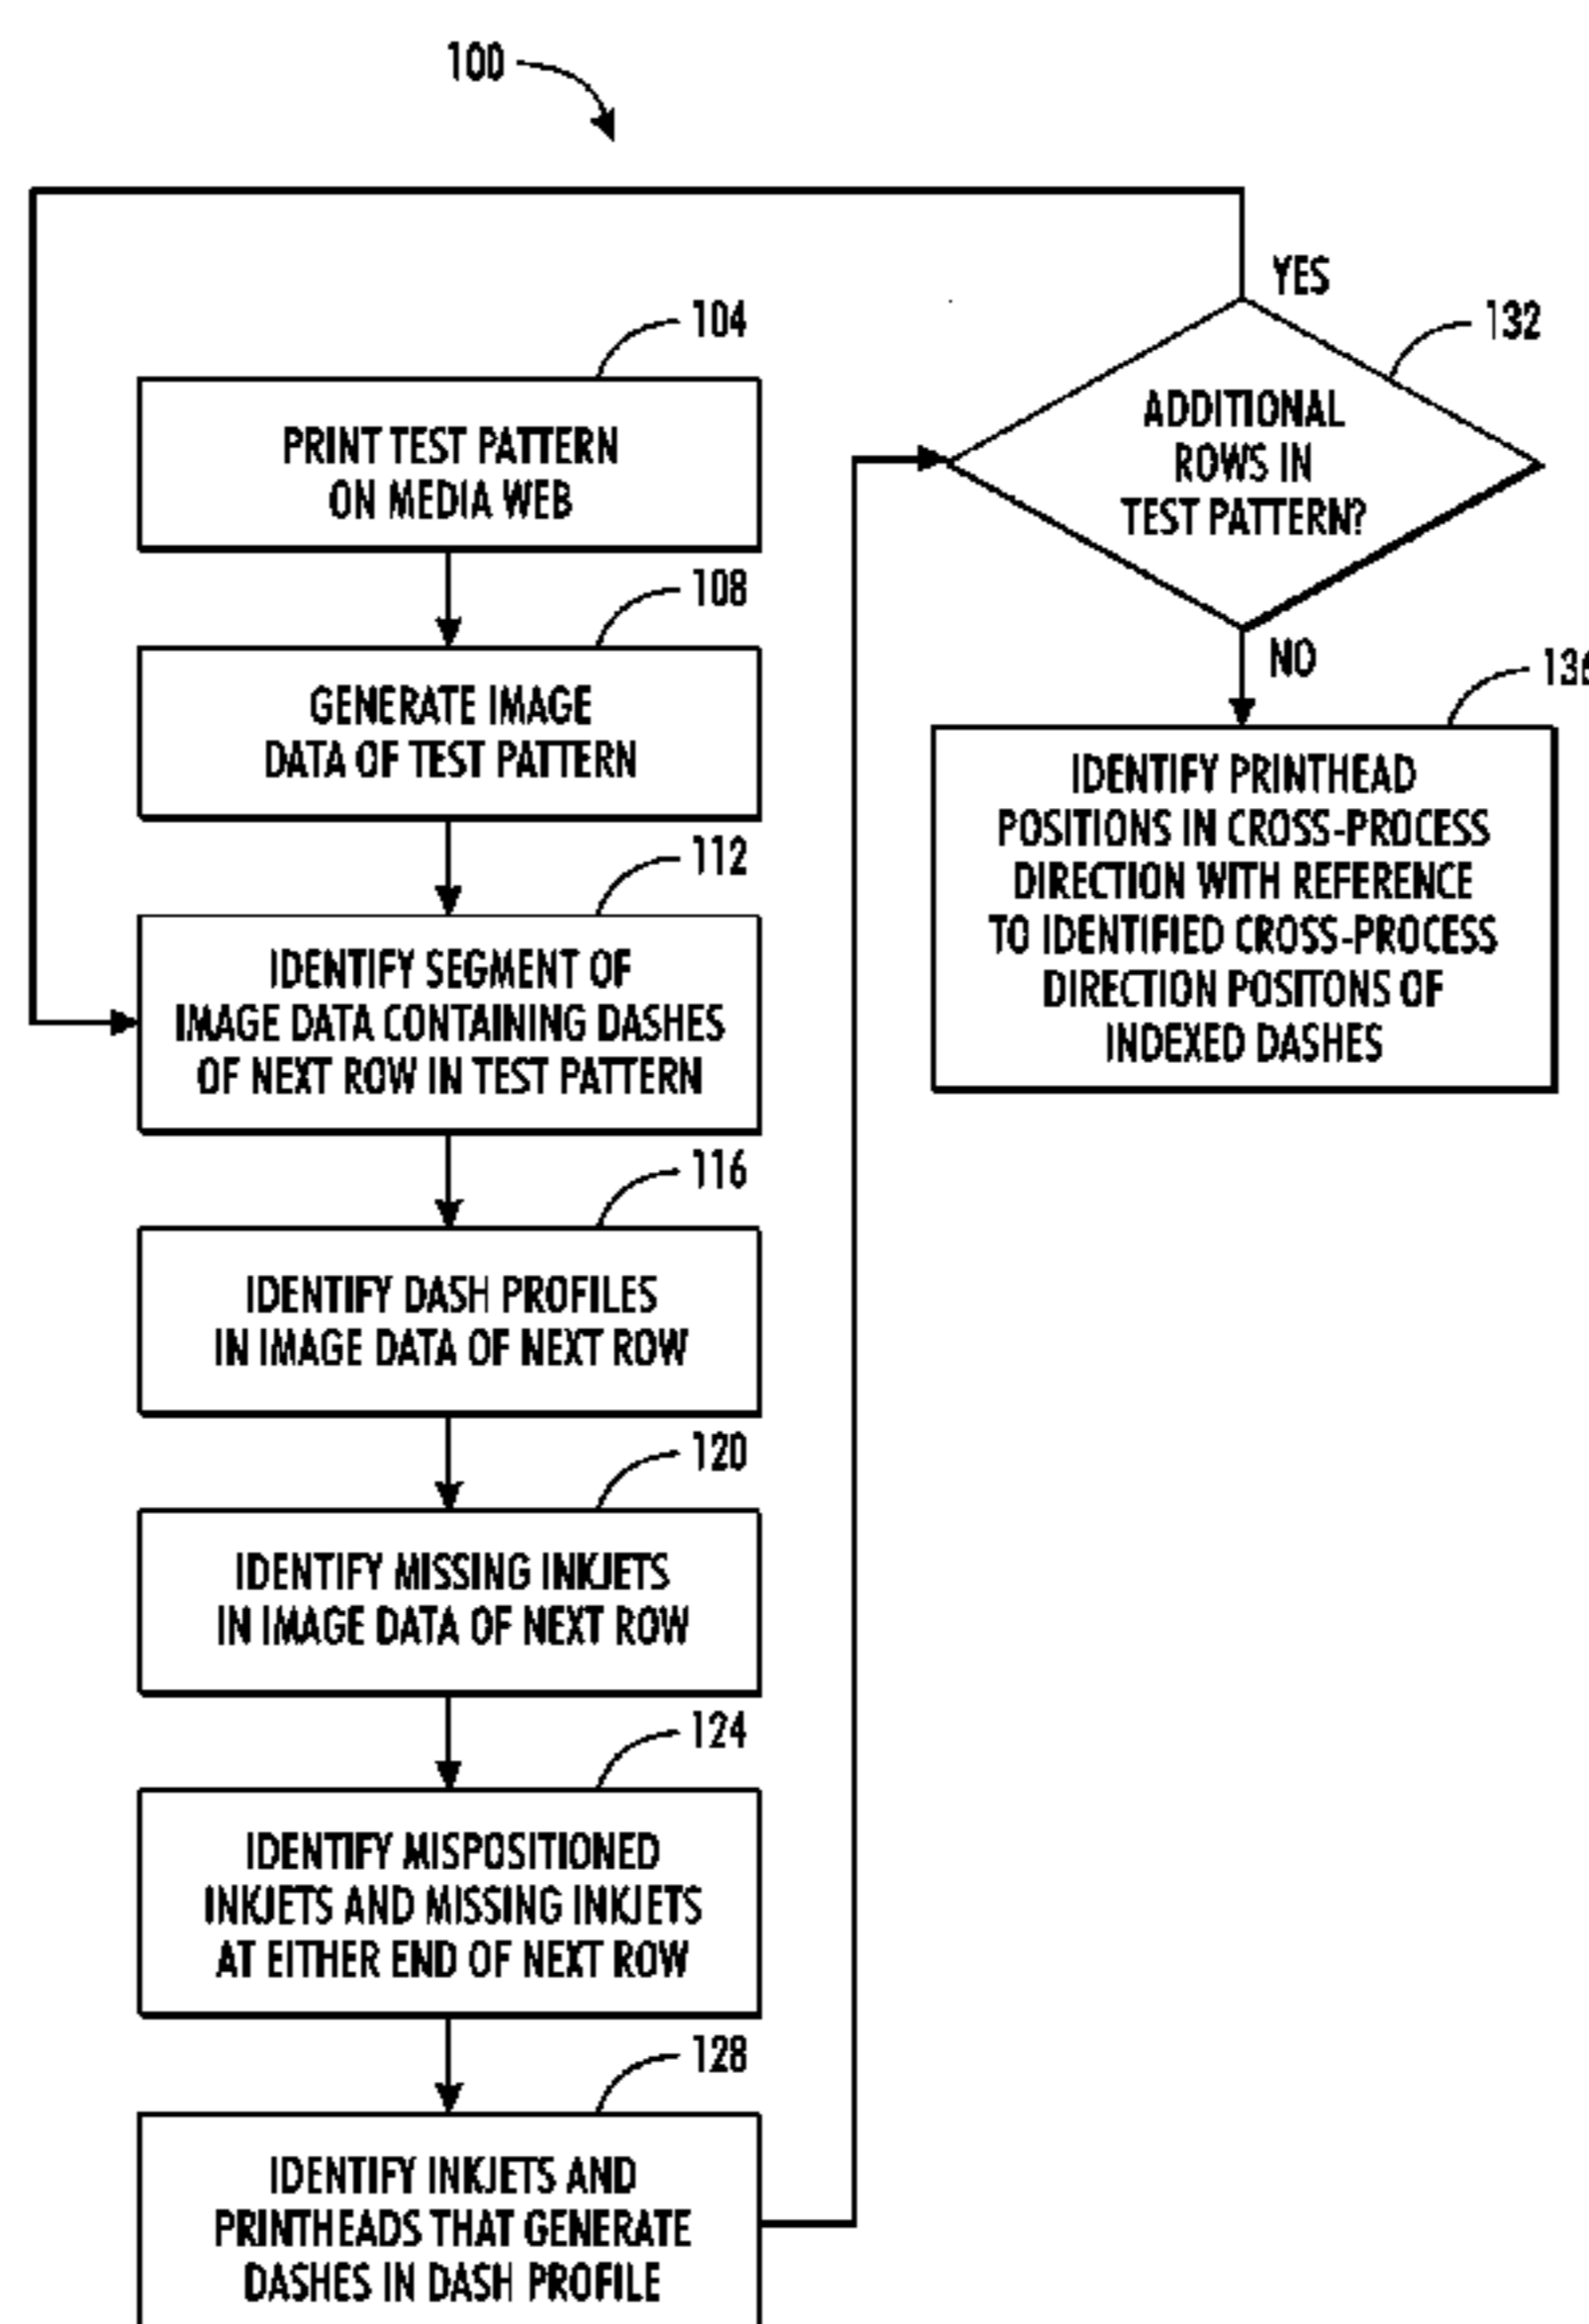 100
104
PRINT TEST PATTERN
ON MEDIA WEB
108
GENERATE IMAGE
DATA OF TEST PATTERN
112
IDENTIFY SEGMENT OF
IMAGE DATA CONTAINING DASHES
OF NEXT ROW IN TEST PATTERN
116
IDENTIFY DASH PROFILES
IN IMAGE DATA OF NEXT ROW
120
IDENTIFY MISSING INKJETS
IN IMAGE DATA OF NEXT ROW
124
IDENTIFY MISPOSITIONED
INKJETS AND MISSING INKJETS
AT EITHER END OF NEXT ROW
128
IDENTIFY INKJETS AND
PRINTHEADS THAT GENERATE
DASHES IN DASH PROFILE
YES
132
ADDITIONAL
ROWS IN
TEST PATTERN?
NO
136
IDENTIFY PRINTHEAD
POSITIONS IN CROSS-PROCESS
DIRECTION WITH REFERENCE
TO IDENTIFIED CROSS-PROCESS
DIRECTION POSITONS OF
INDEXED DASHES